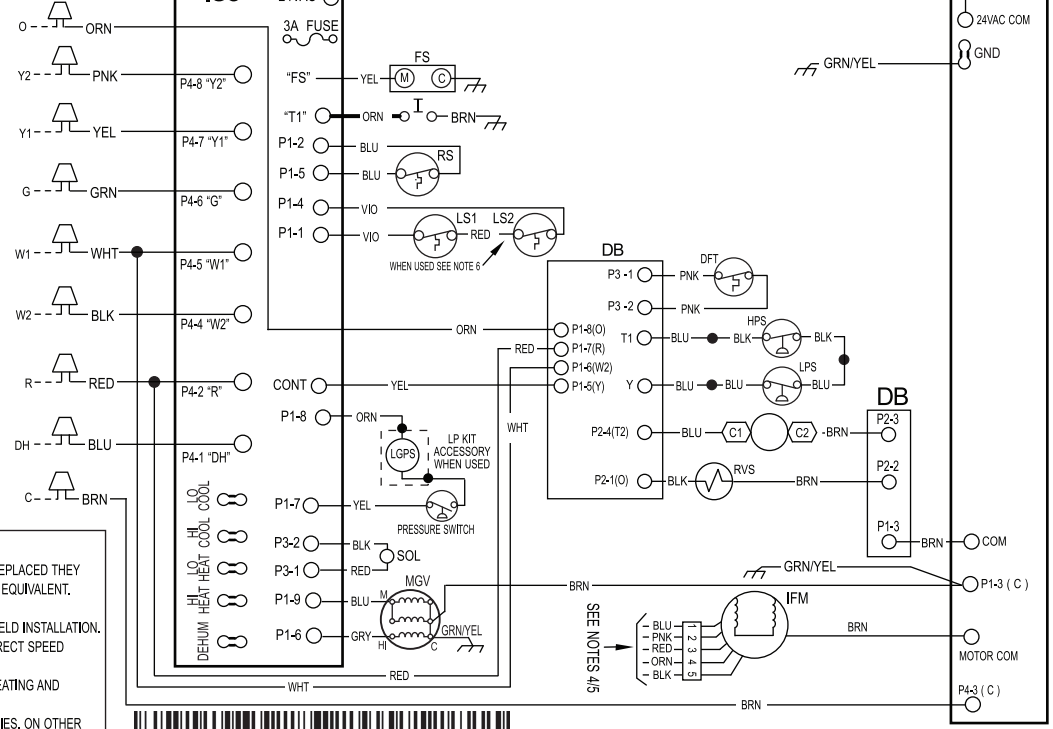 3A FUSE
24VAC COM
GND
GRN/YEL
O
ORN
Y2
PNK
P4-8 "Y2"
Y1
YEL
P4-7 "Y1"
G
GRN
P4-6 "G"
W1
WHT
P4-5 "W1"
W2
BLK
P4-4 "W2"
R
RED
P4-2 "R"
DH
BLU
P4-1 "DH"
C
BRN
"FS"
YEL
FS
M
C
"T1"
ORN
BRN
P1-2
BLU
RS
P1-5
BLU
P1-4
VIO
P1-1
VIO
LS1
RED
LS2
WHEN USED SEE NOTE 6
CONT
YEL
P1-8
ORN
LGPS
LP KIT
ACCESSORY
WHEN USED
P1-7
YEL
PRESSURE SWITCH
P3-2
BLK
SOL
P3-1
RED
MGV
P1-9
BLU
M
P1-6
GRY
HI
C
GRN/YEL
LO
COOL
HI
COOL
LO
HEAT
HI
HEAT
DEHUM
DB
P3 -1
PNK
DFT
P3 -2
PNK
ORN
P1-8(O)
RED
P1-7(R)
P1-6(W2)
P1-5(Y)
WHT
T1
BLU
BLK
HPS
BLK
Y
BLU
BLU
LPS
BLU
P2-4(T2)
BLU
C1
C2
BRN
P2-1(O)
BLK
RVS
BRN
DB
P2-3
P2-2
P1-3
BRN
COM
GRN/YEL
P1-3 ( C )
BRN
IFM
BRN
MOTOR COM
SEE NOTES 4/5
BLU
PNK
RED
ORN
BLK
1
2
3
4
5
P4-3 ( C )
BRN
RED
WHT
EPLACED THEY
EQUIVALENT.
ELD INSTALLATION.
RECT SPEED
EATING AND
IES. ON OTHER